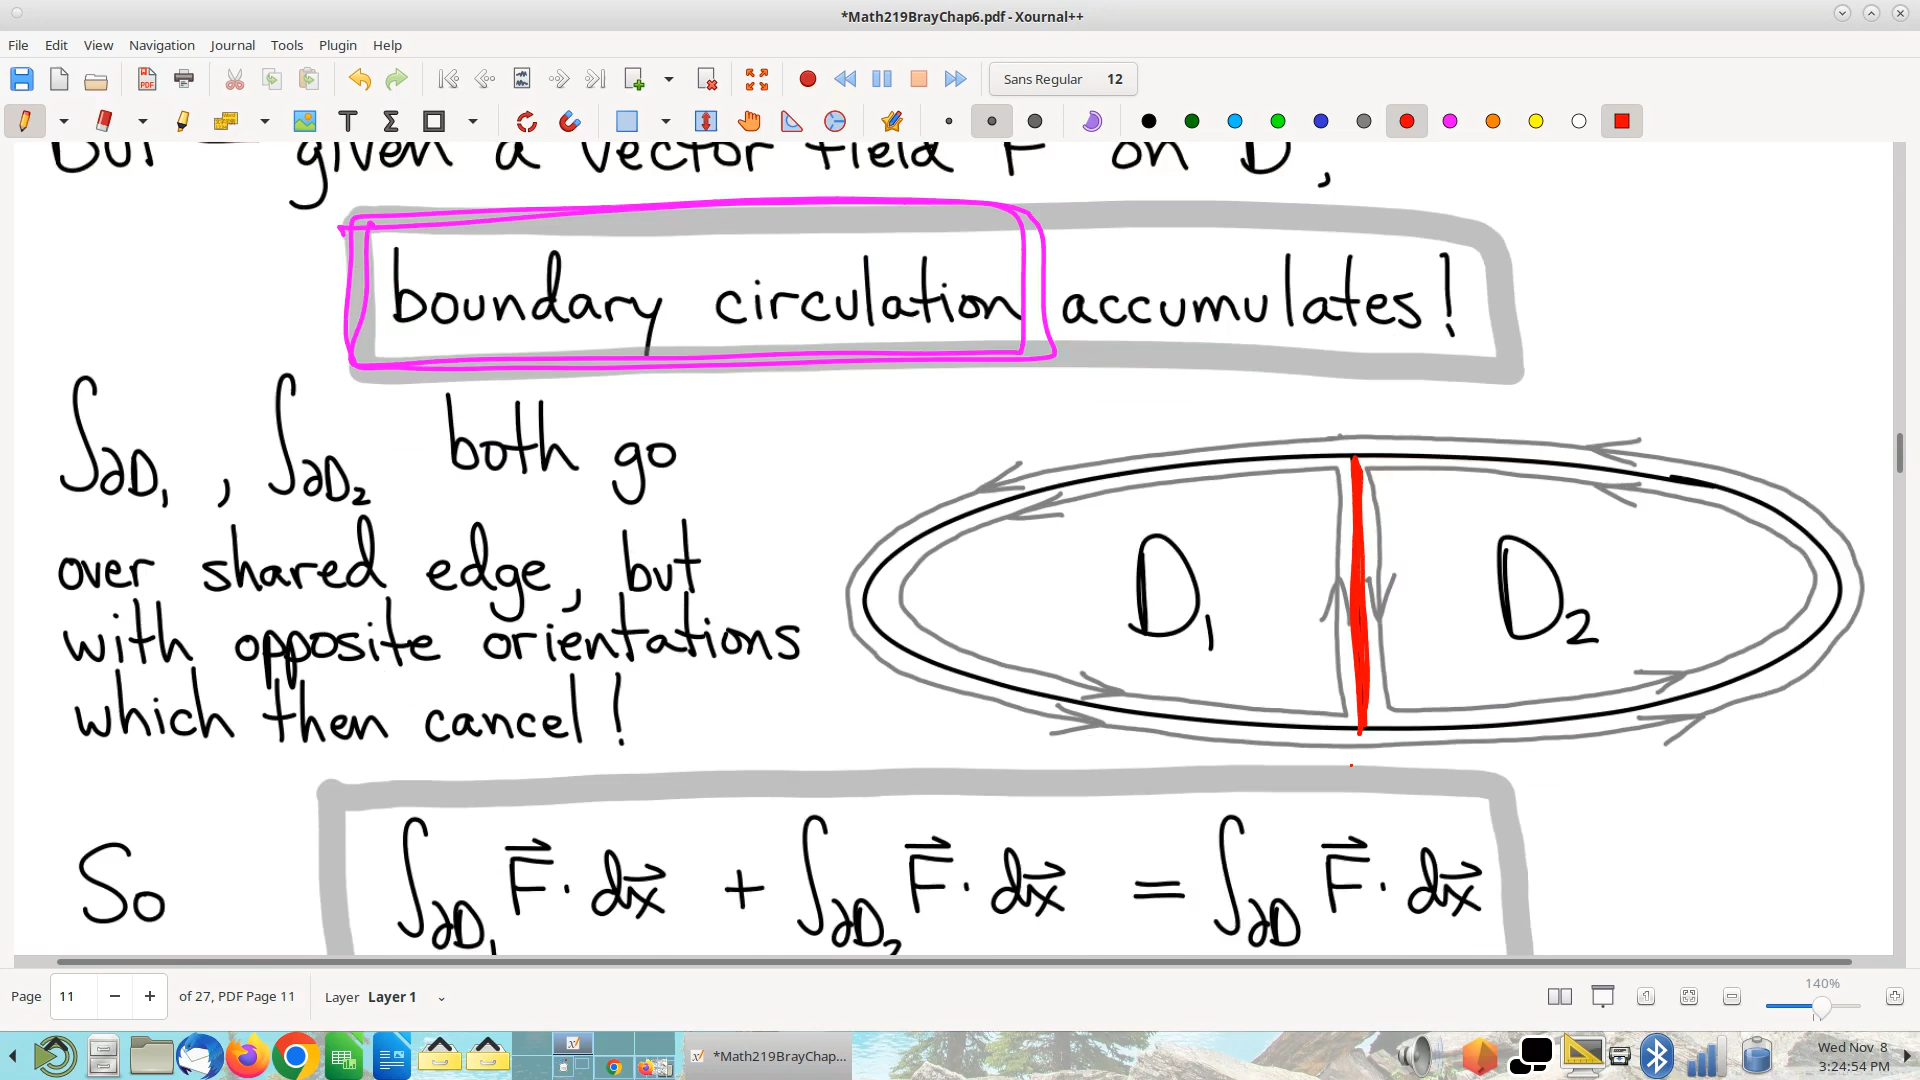 *Math219BrayChap6.pdf - Xournal++
File Edit View Navigation Journal Tools Plugin Help
Sans Regular 12
But given a vector field F on D,
boundary circulation accumulates!
∫∂D₁ , ∫∂D₂ both go
over shared edge, but
with opposite orientations
which then cancel!
D₁ D₂
So ∫∂D₁ F⃗ · dx⃗ + ∫∂D₂ F⃗ · dx⃗ = ∫∂D F⃗ · dx⃗
Page 11 of 27, PDF Page 11 Layer Layer 1 140%
*Math219BrayChap...
Wed Nov 8
3:24:54 PM